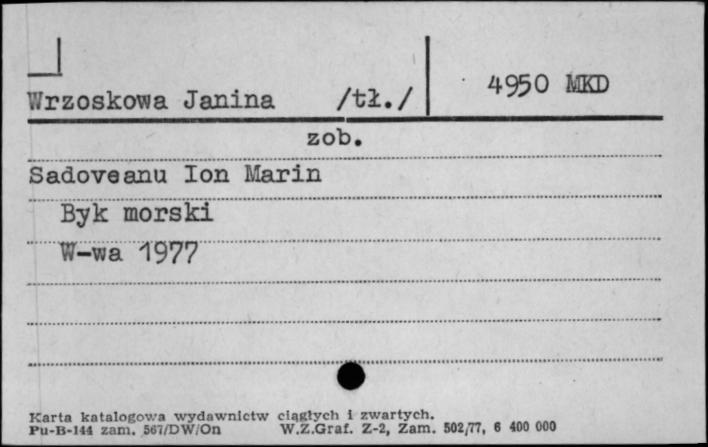 Wrzoskowa Janina /tł./ 4950 MKD
zob.
Sadoveanu Ion Marin
Byk morski
W-wa 1977
Karta katalogowa wydawnictw ciągłych i zwartych.
Pu-B-144 zam. 567/DW/On W.Z.Graf. Z-2, Zam. 502/77, 6 400 000